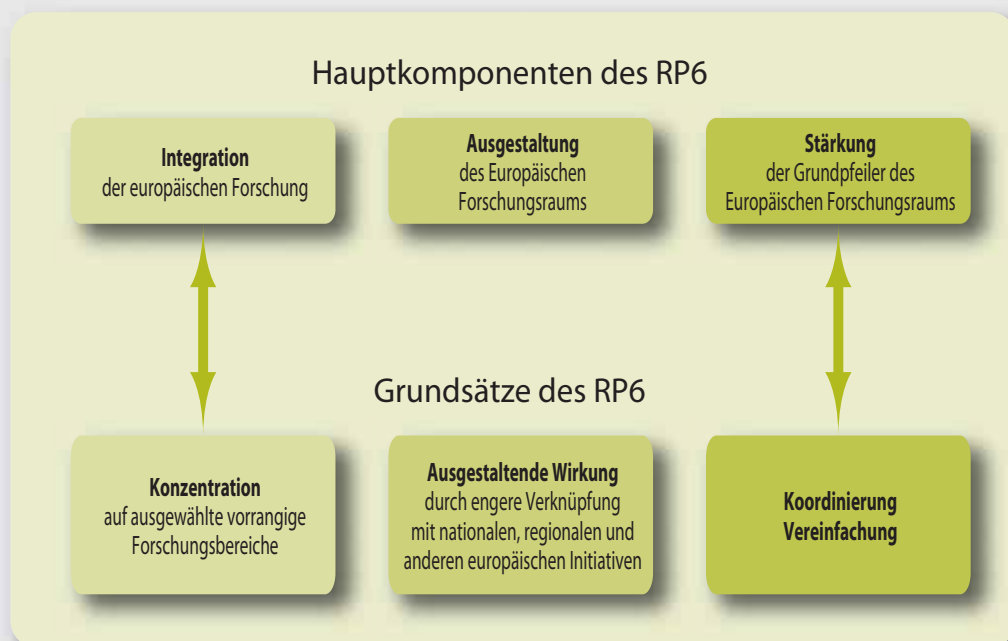 Hauptkomponenten des RP6
Integration
der europäischen Forschung
Ausgestaltung
des Europäischen
Forschungsraums
Stärkung
der Grundpfeiler des
Europäischen Forschungsraums
Grundsätze des RP6
Konzentration
auf ausgewählte vorrangige
Forschungsbereiche
Ausgestaltende Wirkung
durch engere Verknüpfung
mit nationalen, regionalen und
anderen europäischen Initiativen
Koordinierung
Vereinfachung